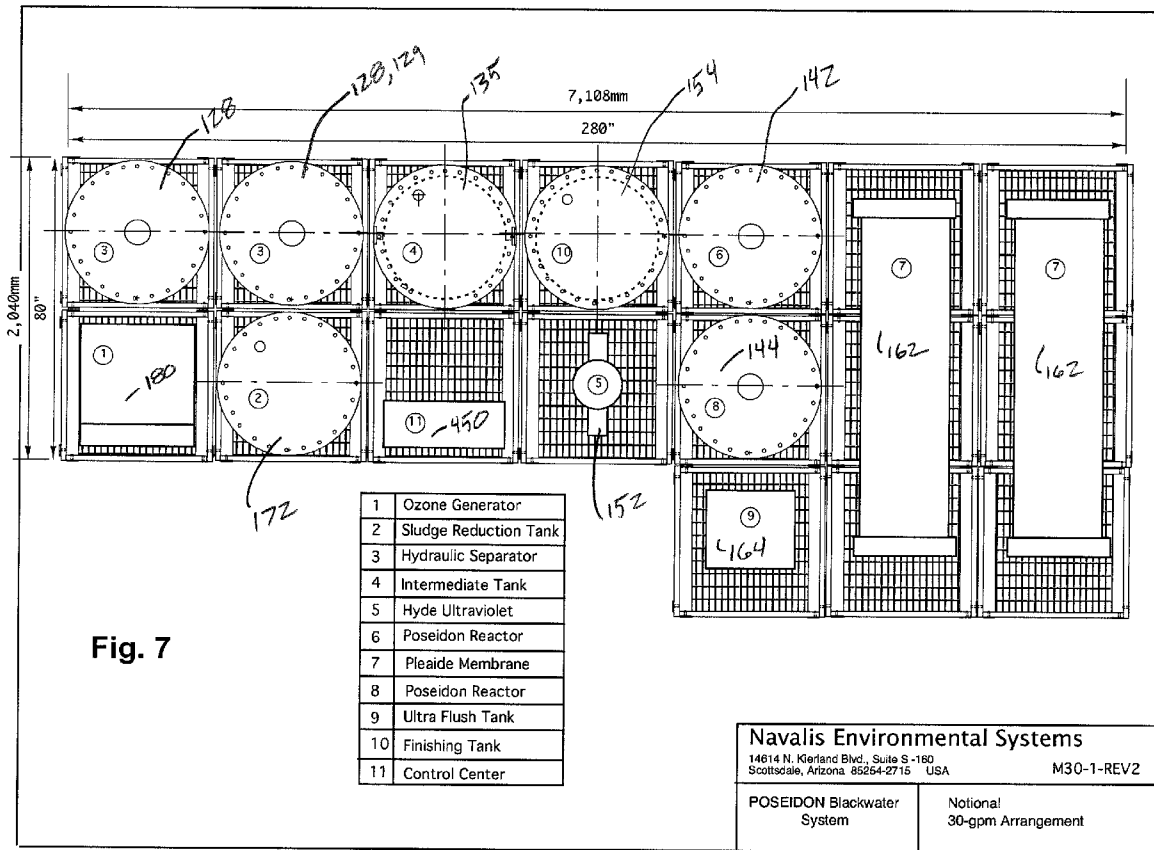 128
128,129
135
7,108mm
154
142
280"
2,040mm
80"
3
3
4
10
6
7
7
1
180
2
11
450
5
144
8
162
162
172
152
9
164
1 Ozone Generator
2 Sludge Reduction Tank
3 Hydraulic Separator
4 Intermediate Tank
5 Hyde Ultraviolet
6 Poseidon Reactor
7 Pleaide Membrane
8 Poseidon Reactor
9 Ultra Flush Tank
10 Finishing Tank
11 Control Center
Fig. 7
Navalis Environmental Systems
14614 N. Kierland Blvd., Suite S -160
Scottsdale, Arizona 85254-2715 USA
M30-1-REV2
POSEIDON Blackwater
System
Notional
30-gpm Arrangement